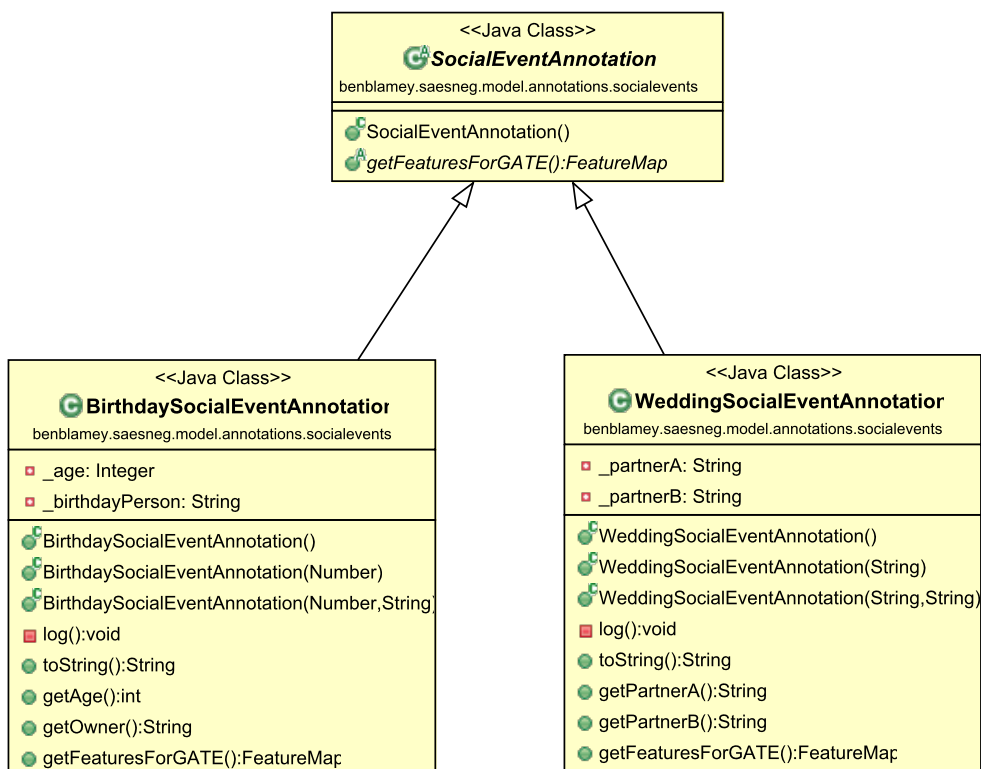 <<Java Class>>
SocialEventAnnotation
benblamey.saesneg.model.annotations.socialevents
SocialEventAnnotation()
getFeaturesForGATE():FeatureMap
<<Java Class>>
BirthdaySocialEventAnnotation
benblamey.saesneg.model.annotations.socialevents
_age: Integer
_birthdayPerson: String
BirthdaySocialEventAnnotation()
BirthdaySocialEventAnnotation(Number)
BirthdaySocialEventAnnotation(Number,String)
log():void
toString():String
getAge():int
getOwner():String
getFeaturesForGATE():FeatureMap
<<Java Class>>
WeddingSocialEventAnnotation
benblamey.saesneg.model.annotations.socialevents
_partnerA: String
_partnerB: String
WeddingSocialEventAnnotation()
WeddingSocialEventAnnotation(String)
WeddingSocialEventAnnotation(String,String)
log():void
toString():String
getPartnerA():String
getPartnerB():String
getFeaturesForGATE():FeatureMap